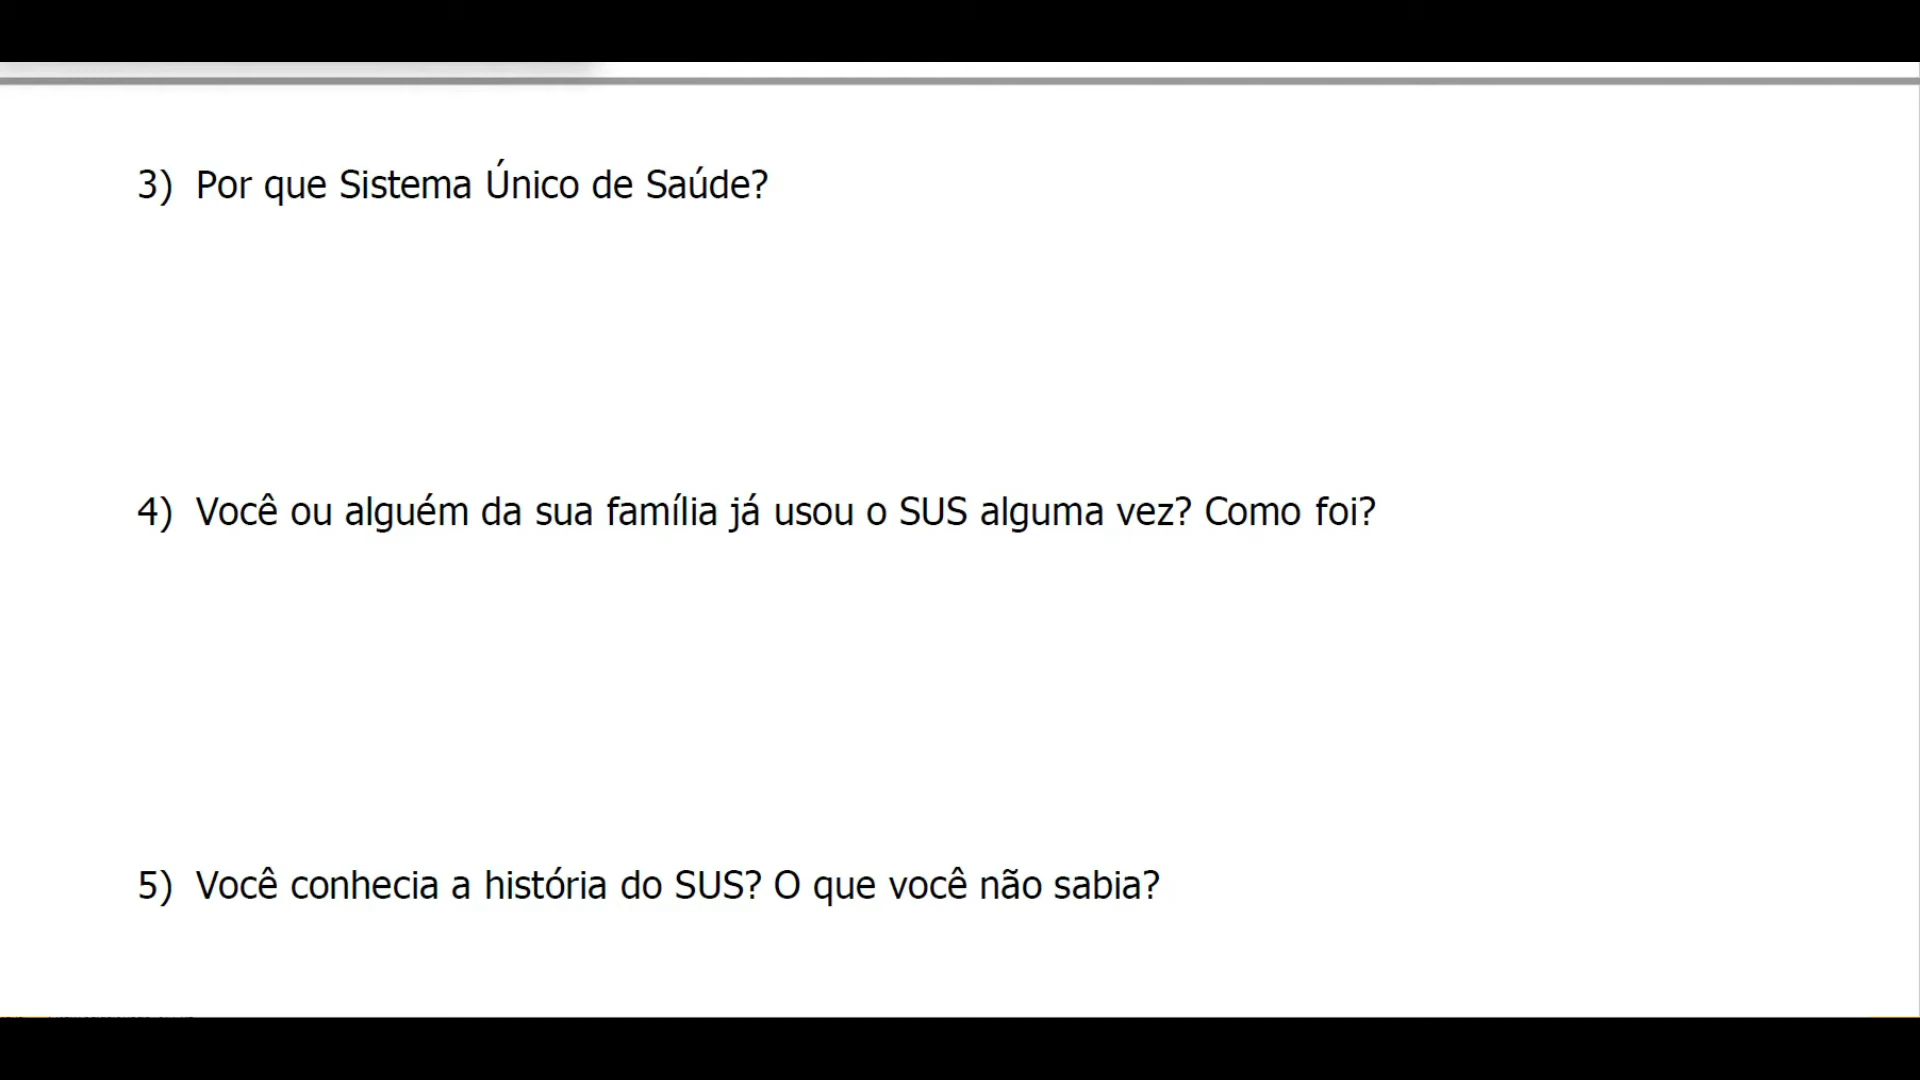 3) Por que Sistema Único de Saúde?
4) Você ou alguém da sua família já usou o SUS alguma vez? Como foi?
5) Você conhecia a história do SUS? O que você não sabia?